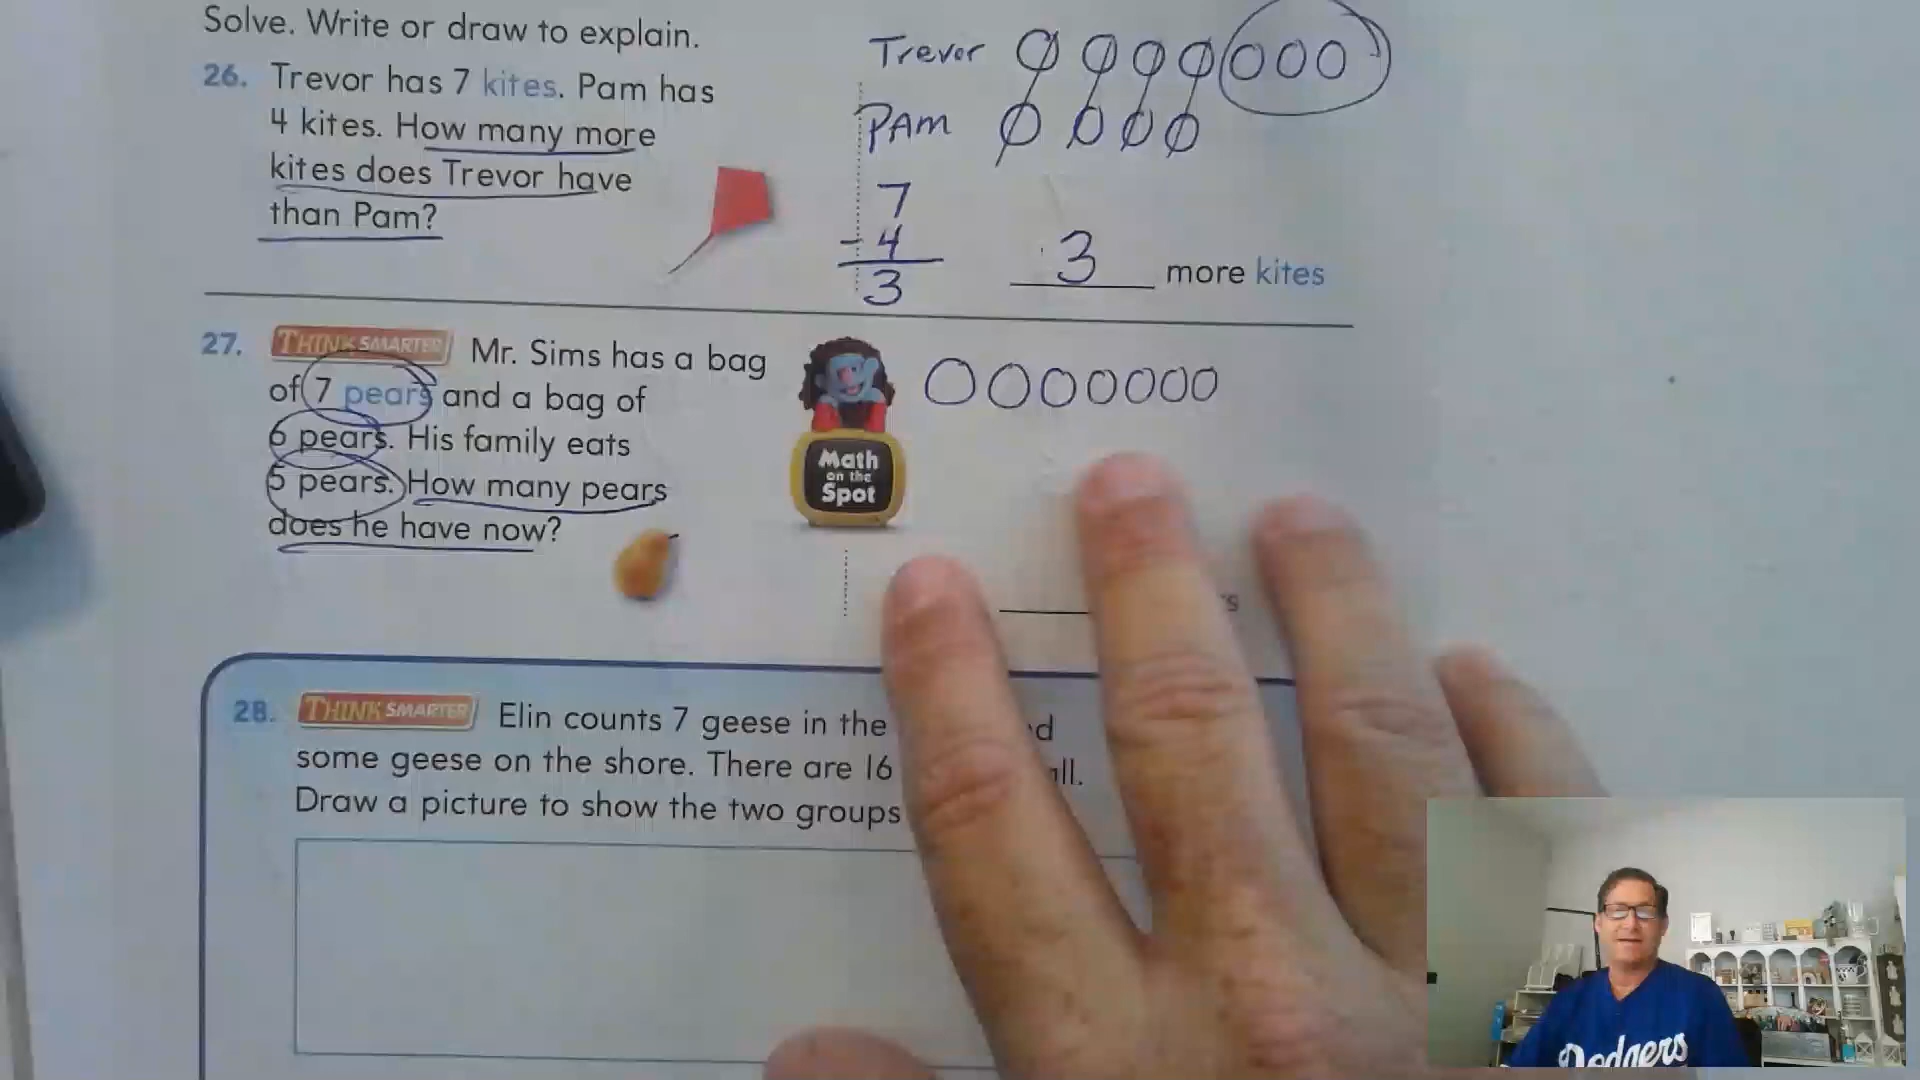 Solve. Write or draw to explain.
26. Trevor has 7 kites. Pam has
4 kites. How many more
kites does Trevor have
than Pam?
Trevor
PAM
7
- 4
3
3 more kites
27. THINK SMARTER Mr. Sims has a bag
of 7 pears and a bag of
6 pears. His family eats
5 pears. How many pears
does he have now?
Math
on the
Spot
28. THINK SMARTER Elin counts 7 geese in the
some geese on the shore. There are 16
Draw a picture to show the two groups
Dodgers